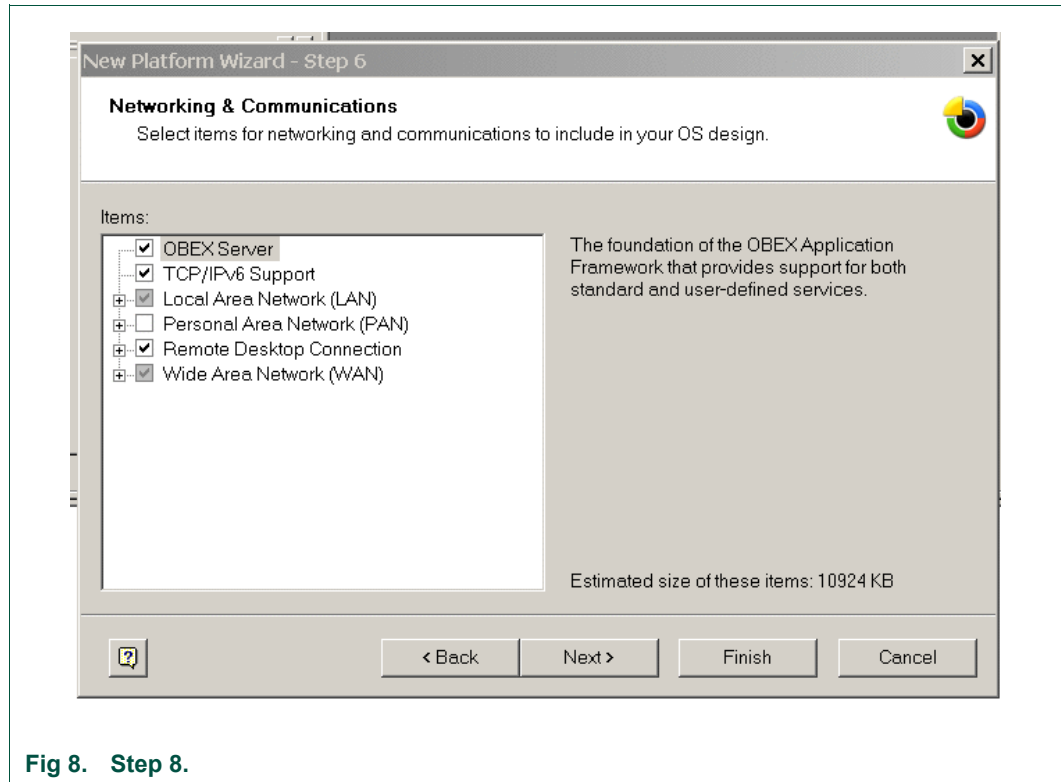 New Platform Wizard - Step 6
Networking & Communications
Select items for networking and communications to include in your OS design.
Items:
OBEX Server
TCP/IPv6 Support
Local Area Network (LAN)
Personal Area Network (PAN)
Remote Desktop Connection
Wide Area Network (WAN)
The foundation of the OBEX Application
Framework that provides support for both
standard and user-defined services.
Estimated size of these items: 10924 KB
< Back
Next >
Finish
Cancel
Fig 8. Step 8.